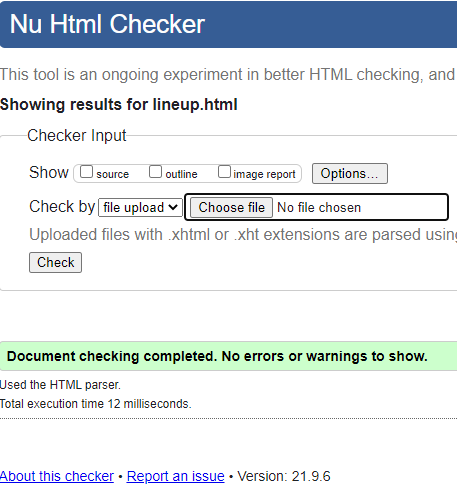 Nu Html Checker
This tool is an ongoing experiment in better HTML checking, and
Showing results for lineup.html
Checker Input
Show source outline image report Options...
Check by file upload Choose file No file chosen
Uploaded files with .xhtml or .xht extensions are parsed using
Check
Document checking completed. No errors or warnings to show.
Used the HTML parser.
Total execution time 12 milliseconds.
About this checker • Report an issue • Version: 21.9.6